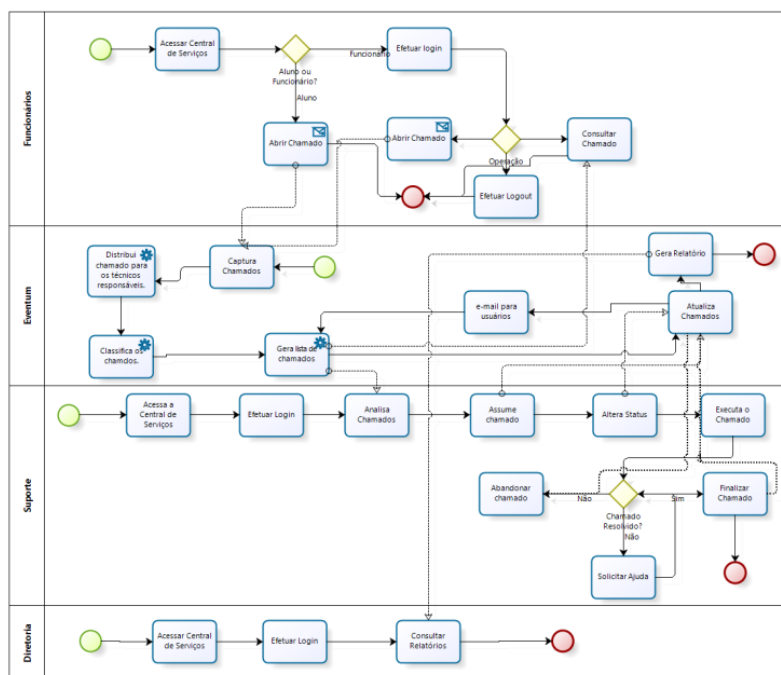 Funcionários
Acessar Central
de Serviços
Aluno ou
Funcionário?
Funcionário
Aluno
Efetuar login
Abrir Chamado
Abrir Chamado
Operação
Consultar
Chamado
Efetuar Logout
Eventum
Distribui
chamado para
os técnicos
responsáveis.
Captura
Chamados
Gera Relatório
e-mail para
usuários
Atualiza
Chamados
Classifica os
chamdos.
Gera lista de
chamados
Suporte
Acessa a
Central de
Serviços
Efetuar Login
Analisa
Chamados
Assume
chamado
Altera Status
Executa o
Chamado
Abandonar
chamado
Não
Chamado
Resolvido?
Não
Sim
Finalizar
Chamado
Solicitar Ajuda
Diretoria
Acessar Central
de Serviços
Efetuar Login
Consultar
Relatórios